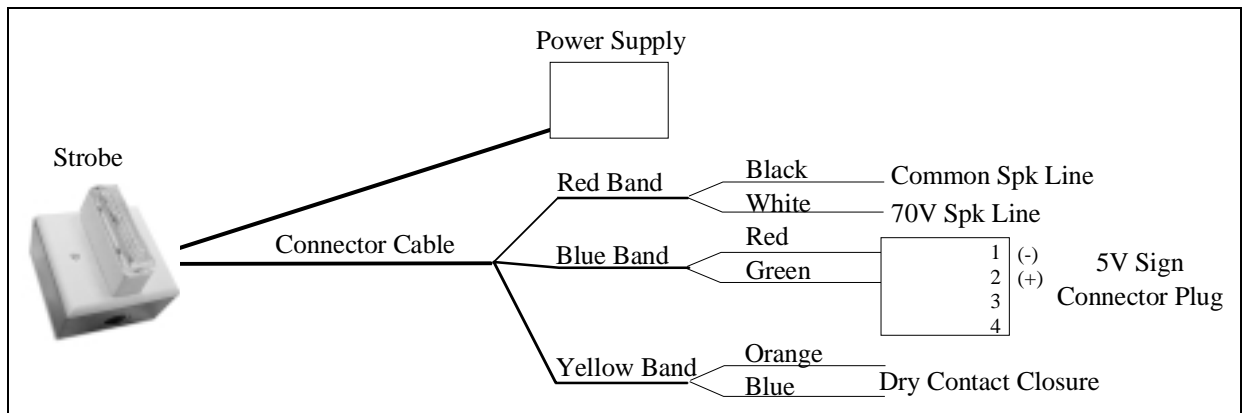 Power Supply
Strobe
Connector Cable
Red Band
Black
White
Common Spk Line
70V Spk Line
Blue Band
Red
Green
1 (-)
2 (+)
3
4
5V Sign
Connector Plug
Yellow Band
Orange
Blue
Dry Contact Closure